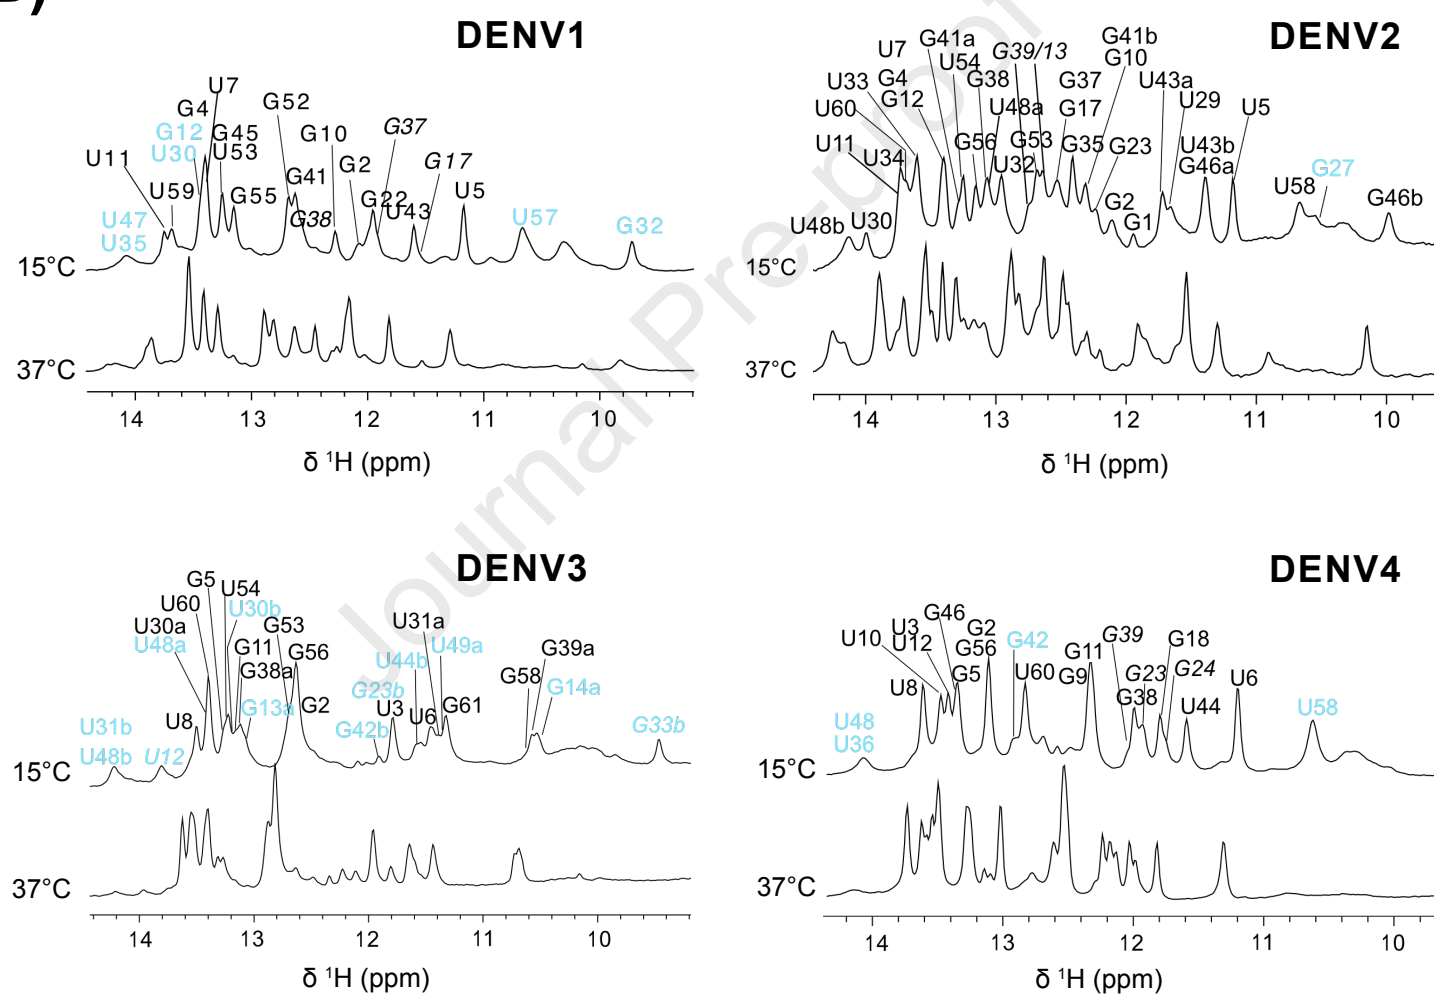 DENV1
U7
G4
G52
G12
G45
G10
G37
U30
U53
U11
G2
G17
U59
G55
G41
G22
U5
U47
G38
U43
U57
G32
U35
15°C
37°C
14 13 12 11 10
δ ¹H (ppm)
DENV2
G41a
G41b
U7
G39/13
G10
U54
U33
G4
G38
G37
U43a
U60
G12
U48a
G17
U29
U5
U11
G56
G53
G35
G23
U43b
U34
U32
G46a
G27
U58
G2
G46b
U48b
U30
G1
15°C
37°C
14 13 12 11 10
δ ¹H (ppm)
DENV3
G5
U54
U60
U30b
U30a
G53
U31a
U48a
G11
G56
U49a
G39a
G38a
U44b
G58
G14a
G23b
U31b
U8
G13a
G2
U3
U6
G61
G33b
U48b
U12
G42b
15°C
37°C
14 13 12 11 10
δ ¹H (ppm)
DENV4
G46
U3
G2
U10
U12
G56
G42
G39
G18
U8
G5
U60
G11
G9
G23
G24
U6
G38
U44
U48
U58
U36
15°C
37°C
14 13 12 11 10
δ ¹H (ppm)
Journal Pre-proof